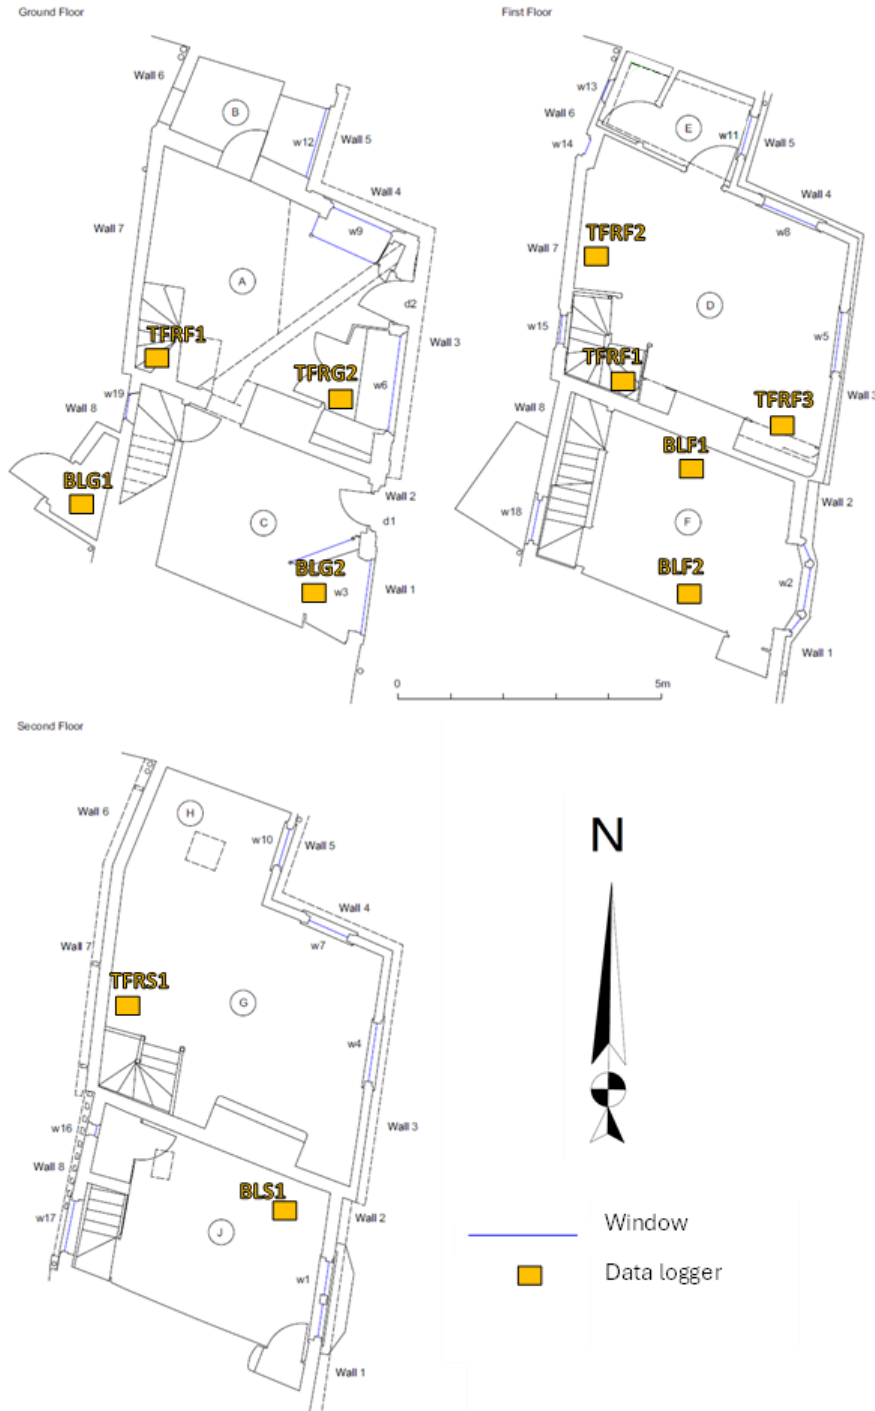 Ground Floor
Wall 6
B
w12
Wall 5
Wall 4
w9
Wall 7
A
d2
TFRF1
Wall 3
TFRG2
w6
w19
Wall 8
BLG1
Wall 2
C
d1
BLG2
w3
Wall 1
First Floor
w13
Wall 6
E
w11
w14
Wall 5
Wall 4
TFRF2
w8
Wall 7
D
w15
w5
TFRF1
Wall 3
TFRF3
Wall 8
BLF1
Wall 2
w18
F
BLF2
w2
Wall 1
0
5m
Second Floor
Wall 6
H
w10
Wall 5
Wall 4
w7
Wall 7
TFRS1
G
w4
w16
Wall 3
Wall 8
BLS1
w17
Wall 2
J
w1
Wall 1
N
Window
Data logger